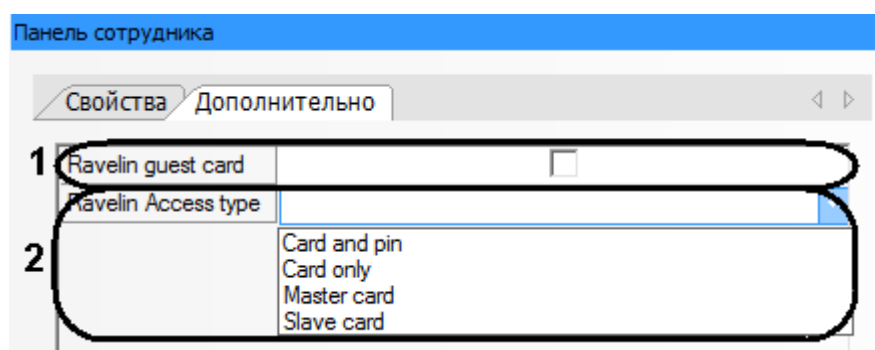 Панель сотрудника
Свойства Дополнительно
1 Ravelin guest card
Ravelin Access type
2
Card and pin
Card only
Master card
Slave card